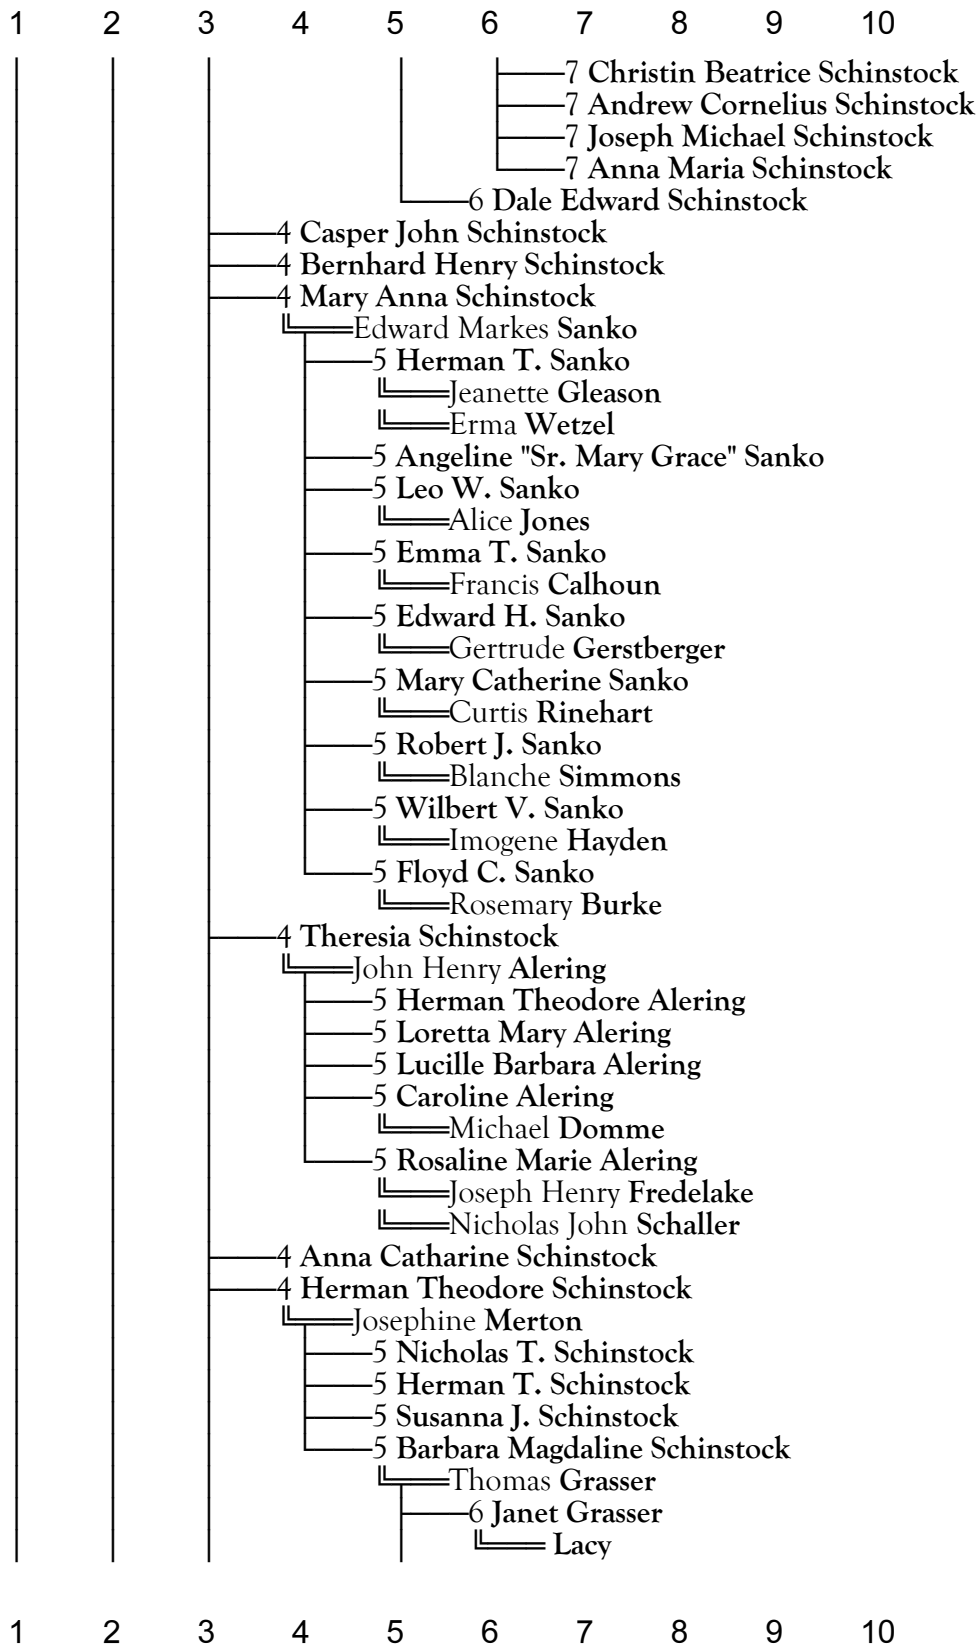 1 2 3 4 5 6 7 8 9 10
7 Christin Beatrice Schinstock
7 Andrew Cornelius Schinstock
7 Joseph Michael Schinstock
7 Anna Maria Schinstock
6 Dale Edward Schinstock
4 Casper John Schinstock
4 Bernhard Henry Schinstock
4 Mary Anna Schinstock
Edward Markes Sanko
5 Herman T. Sanko
Jeanette Gleason
Erma Wetzel
5 Angeline "Sr. Mary Grace" Sanko
5 Leo W. Sanko
Alice Jones
5 Emma T. Sanko
Francis Calhoun
5 Edward H. Sanko
Gertrude Gerstberger
5 Mary Catherine Sanko
Curtis Rinehart
5 Robert J. Sanko
Blanche Simmons
5 Wilbert V. Sanko
Imogene Hayden
5 Floyd C. Sanko
Rosemary Burke
4 Theresia Schinstock
John Henry Alering
5 Herman Theodore Alering
5 Loretta Mary Alering
5 Lucille Barbara Alering
5 Caroline Alering
Michael Domme
5 Rosaline Marie Alering
Joseph Henry Fredelake
Nicholas John Schaller
4 Anna Catharine Schinstock
4 Herman Theodore Schinstock
Josephine Merton
5 Nicholas T. Schinstock
5 Herman T. Schinstock
5 Susanna J. Schinstock
5 Barbara Magdaline Schinstock
Thomas Grasser
6 Janet Grasser
Lacy
1 2 3 4 5 6 7 8 9 10